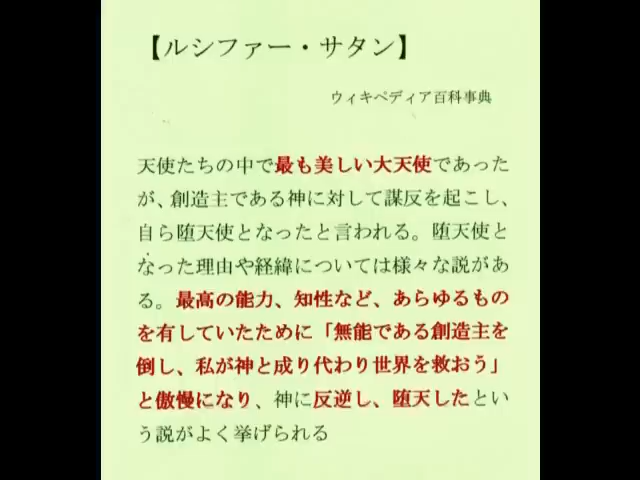 【ルシファー・サタン】
ウィキペディア百科事典
天使たちの中で最も美しい大天使であった
が、創造主である神に対して謀反を起こし、
自ら堕天使となったと言われる。堕天使と
なった理由や経緯については様々な説があ
る。最高の能力、知性など、あらゆるもの
を有していたために「無能である創造主を
倒し、私が神と成り代わり世界を救おう」
と傲慢になり、神に反逆し、堕天したとい
う説がよく挙げられる